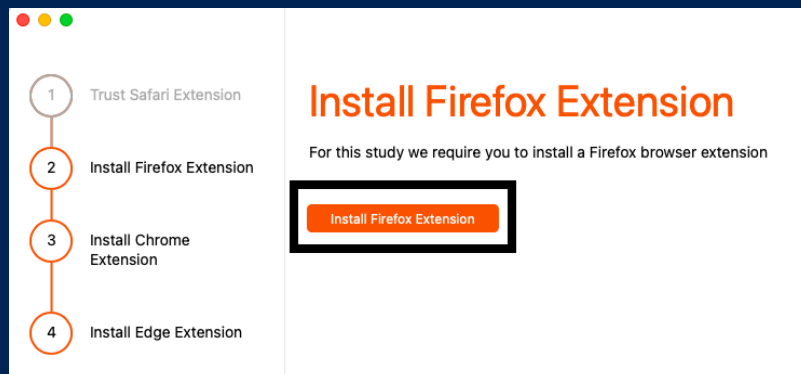 1
Trust Safari Extension
2
Install Firefox Extension
3
Install Chrome
Extension
4
Install Edge Extension
Install Firefox Extension
For this study we require you to install a Firefox browser extension
Install Firefox Extension